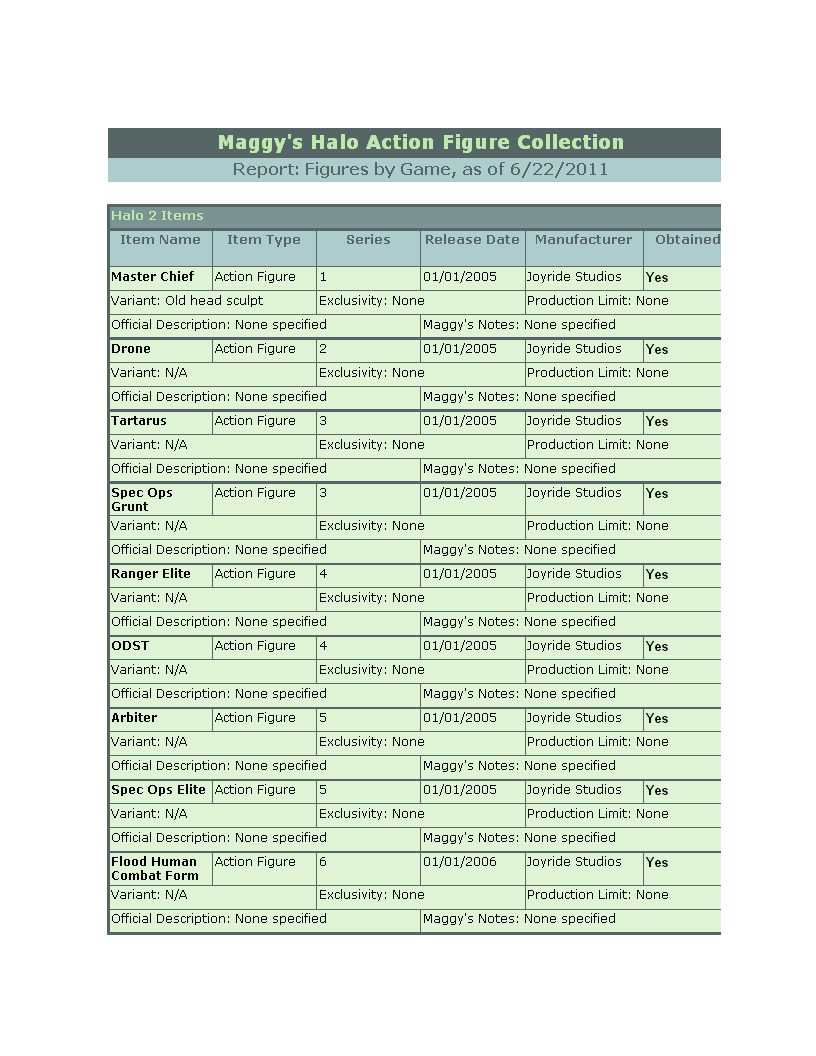 Maggy's Halo Action Figure Collection
Report: Figures by Game, as of 6/22/2011
Halo 2 Items
Item Name Item Type Series Release Date Manufacturer Obtained
Master Chief Action Figure 1 01/01/2005 Joyride Studios Yes
Variant: Old head sculpt Exclusivity: None Production Limit: None
Official Description: None specified Maggy's Notes: None specified
Drone Action Figure 2 01/01/2005 Joyride Studios Yes
Variant: N/A Exclusivity: None Production Limit: None
Official Description: None specified Maggy's Notes: None specified
Tartarus Action Figure 3 01/01/2005 Joyride Studios Yes
Variant: N/A Exclusivity: None Production Limit: None
Official Description: None specified Maggy's Notes: None specified
Spec Ops Action Figure 3 01/01/2005 Joyride Studios Yes
Grunt
Variant: N/A Exclusivity: None Production Limit: None
Official Description: None specified Maggy's Notes: None specified
Ranger Elite Action Figure 4 01/01/2005 Joyride Studios Yes
Variant: N/A Exclusivity: None Production Limit: None
Official Description: None specified Maggy's Notes: None specified
ODST Action Figure 4 01/01/2005 Joyride Studios Yes
Variant: N/A Exclusivity: None Production Limit: None
Official Description: None specified Maggy's Notes: None specified
Arbiter Action Figure 5 01/01/2005 Joyride Studios Yes
Variant: N/A Exclusivity: None Production Limit: None
Official Description: None specified Maggy's Notes: None specified
Spec Ops Elite Action Figure 5 01/01/2005 Joyride Studios Yes
Variant: N/A Exclusivity: None Production Limit: None
Official Description: None specified Maggy's Notes: None specified
Flood Human Action Figure 6 01/01/2006 Joyride Studios Yes
Combat Form
Variant: N/A Exclusivity: None Production Limit: None
Official Description: None specified Maggy's Notes: None specified